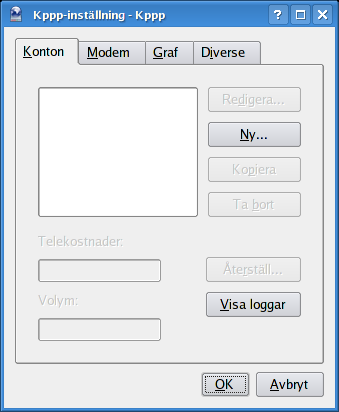 Kppp-inställning - Kppp
Konton Modem Graf Diverse
Redigera...
Ny...
Kopiera
Ta bort
Telekostnader:
Återställ...
Volym:
Visa loggar
OK Avbryt